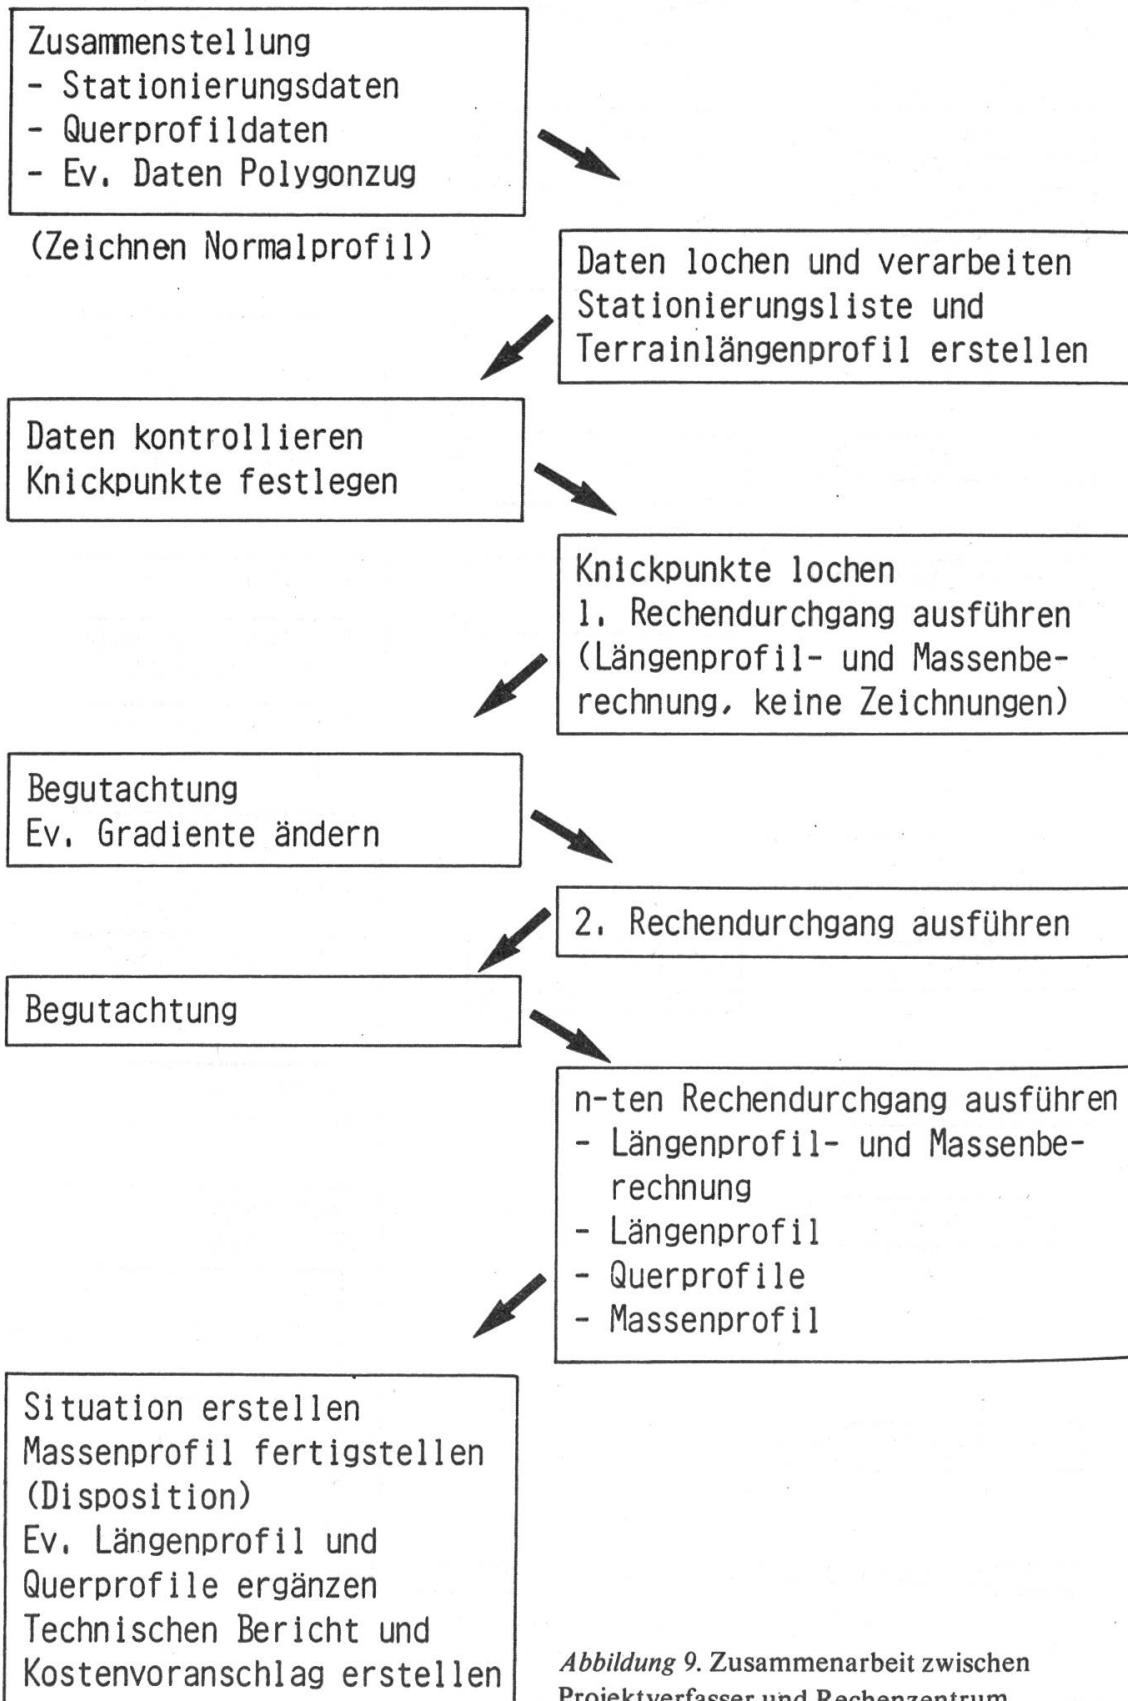 Zusammenstellung
- Stationierungsdaten
- Querprofildaten
- Ev. Daten Polygonzug
(Zeichnen Normalprofil)
Daten lochen und verarbeiten
Stationierungsliste und
Terrainlängenprofil erstellen
Daten kontrollieren
Knickpunkte festlegen
Knickpunkte lochen
1. Rechendurchgang ausführen
(Längenprofil- und Massenbe-
rechnung, keine Zeichnungen)
Begutachtung
Ev. Gradiente ändern
2. Rechendurchgang ausführen
Begutachtung
n-ten Rechendurchgang ausführen
- Längenprofil- und Massenbe-
rechnung
- Längenprofil
- Querprofile
- Massenprofil
Situation erstellen
Massenprofil fertigstellen
(Disposition)
Ev. Längenprofil und
Querprofile ergänzen
Technischen Bericht und
Kostenvoranschlag erstellen
Abbildung 9. Zusammenarbeit zwischen
Projektverfasser und Rechenzentrum